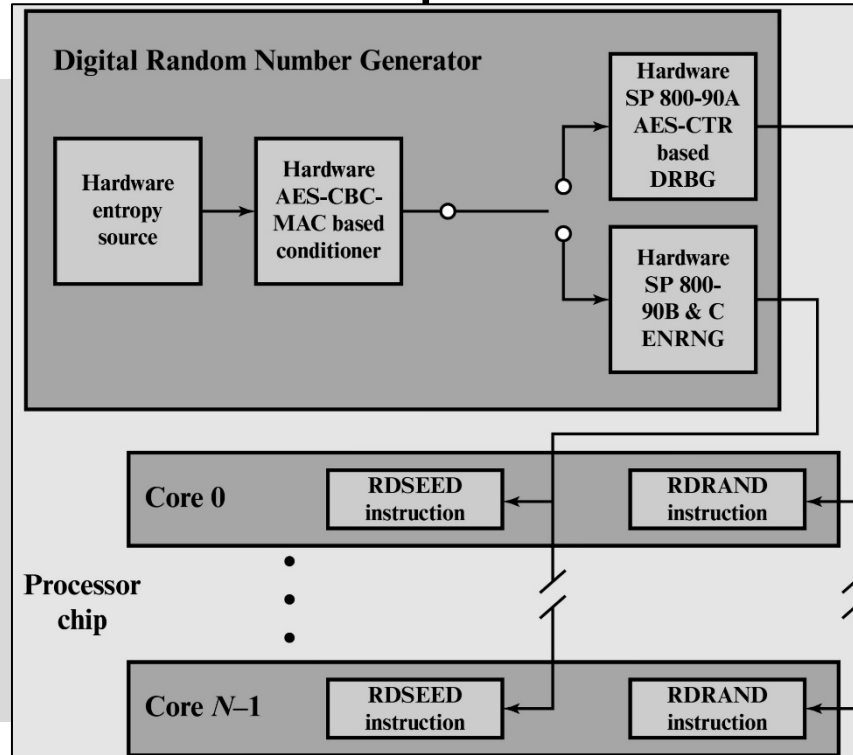 Digital Random Number Generator
Hardware
entropy
source
Hardware
AES-CBC-
MAC based
conditioner
Hardware
SP 800-90A
AES-CTR
based
DRBG
Hardware
SP 800-
90B & C
ENRNG
Core 0
RDSEED
instruction
RDRAND
instruction
Processor
chip
Core N–1
RDSEED
instruction
RDRAND
instruction